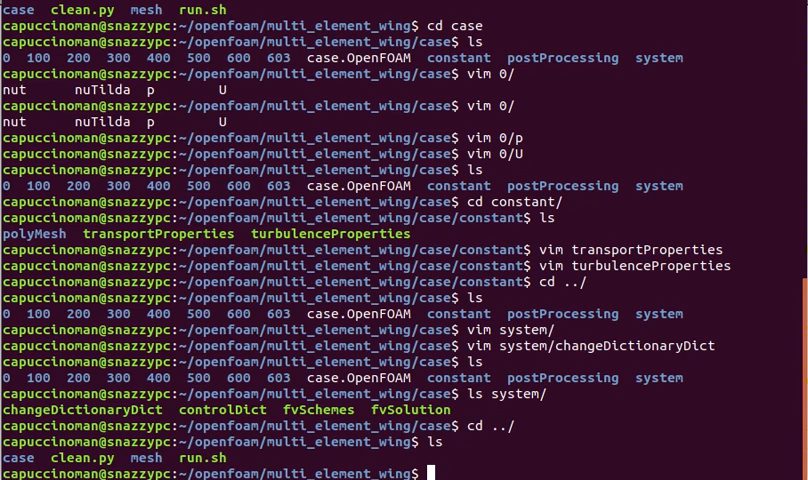 case  clean.py  mesh  run.sh
capuccinoman@snazzypc:~/openfoam/multi_element_wing$ cd case
capuccinoman@snazzypc:~/openfoam/multi_element_wing/case$ ls
0  100  200  300  400  500  600  603  case.OpenFOAM  constant  postProcessing  system
capuccinoman@snazzypc:~/openfoam/multi_element_wing/case$ vim 0/
nut      nuTilda  p        U
capuccinoman@snazzypc:~/openfoam/multi_element_wing/case$ vim 0/
nut      nuTilda  p        U
capuccinoman@snazzypc:~/openfoam/multi_element_wing/case$ vim 0/p
capuccinoman@snazzypc:~/openfoam/multi_element_wing/case$ vim 0/U
capuccinoman@snazzypc:~/openfoam/multi_element_wing/case$ ls
0  100  200  300  400  500  600  603  case.OpenFOAM  constant  postProcessing  system
capuccinoman@snazzypc:~/openfoam/multi_element_wing/case$ cd constant/
capuccinoman@snazzypc:~/openfoam/multi_element_wing/case/constant$ ls
polyMesh  transportProperties  turbulenceProperties
capuccinoman@snazzypc:~/openfoam/multi_element_wing/case/constant$ vim transportProperties
capuccinoman@snazzypc:~/openfoam/multi_element_wing/case/constant$ vim turbulenceProperties
capuccinoman@snazzypc:~/openfoam/multi_element_wing/case/constant$ cd ../
capuccinoman@snazzypc:~/openfoam/multi_element_wing/case$ ls
0  100  200  300  400  500  600  603  case.OpenFOAM  constant  postProcessing  system
capuccinoman@snazzypc:~/openfoam/multi_element_wing/case$ vim system/
capuccinoman@snazzypc:~/openfoam/multi_element_wing/case$ vim system/changeDictionaryDict
capuccinoman@snazzypc:~/openfoam/multi_element_wing/case$ ls
0  100  200  300  400  500  600  603  case.OpenFOAM  constant  postProcessing  system
capuccinoman@snazzypc:~/openfoam/multi_element_wing/case$ ls system/
changeDictionaryDict  controlDict  fvSchemes  fvSolution
capuccinoman@snazzypc:~/openfoam/multi_element_wing/case$ cd ../
capuccinoman@snazzypc:~/openfoam/multi_element_wing$ ls
case  clean.py  mesh  run.sh
capuccinoman@snazzypc:~/openfoam/multi_element_wing$